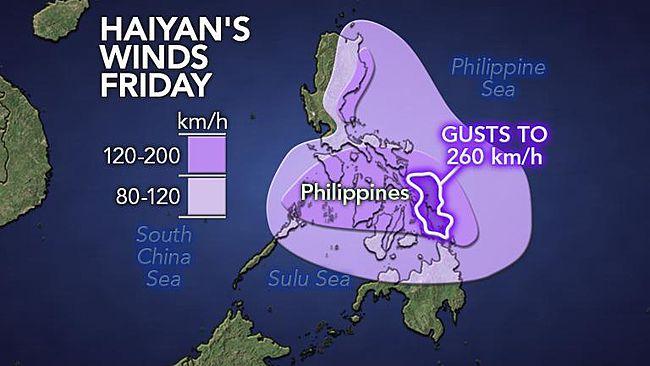 HAIYAN'S
WINDS
FRIDAY
km/h
120-200
80-120
Philippine
Sea
GUSTS TO
260 km/h
Philippines
South
China
Sea
Sulu Sea